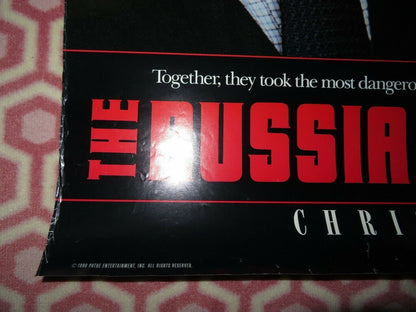 Together, they took the most dangero
THE RUSSIA
CHRI
© 1990 PATHE ENTERTAINMENT, INC. ALL RIGHTS RESERVED.